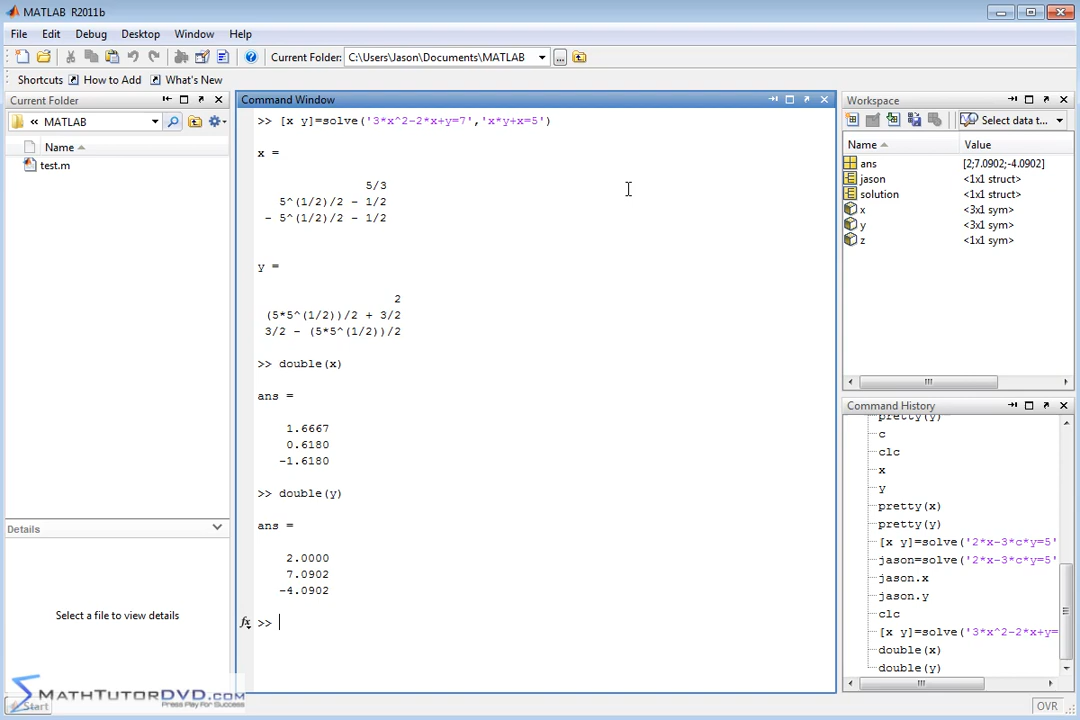 MATLAB R2011b
File Edit Debug Desktop Window Help
Current Folder: C:\Users\Jason\Documents\MATLAB ...
Shortcuts How to Add What's New
Current Folder
« MATLAB
Name
test.m
Details
Select a file to view details
Command Window
>> [x y]=solve('3*x^2-2*x+y=7','x*y+x=5')
x =
5/3
5^(1/2)/2 - 1/2
- 5^(1/2)/2 - 1/2
y =
2
(5*5^(1/2))/2 + 3/2
3/2 - (5*5^(1/2))/2
>> double(x)
ans =
1.6667
0.6180
-1.6180
>> double(y)
ans =
2.0000
7.0902
-4.0902
fx >>
Workspace
Select data t...
Name Value
ans [2;7.0902;-4.0902]
jason <1x1 struct>
solution <1x1 struct>
x <3x1 sym>
y <3x1 sym>
z <1x1 sym>
Command History
pretty(y)
c
clc
x
y
pretty(x)
pretty(y)
[x y]=solve('2*x-3*c*y=5'
jason=solve('2*x-3*c*y=5'
jason.x
jason.y
clc
[x y]=solve('3*x^2-2*x+y=
double(x)
double(y)
MathTutorDVD.com
Press Play For Success
Start
OVR